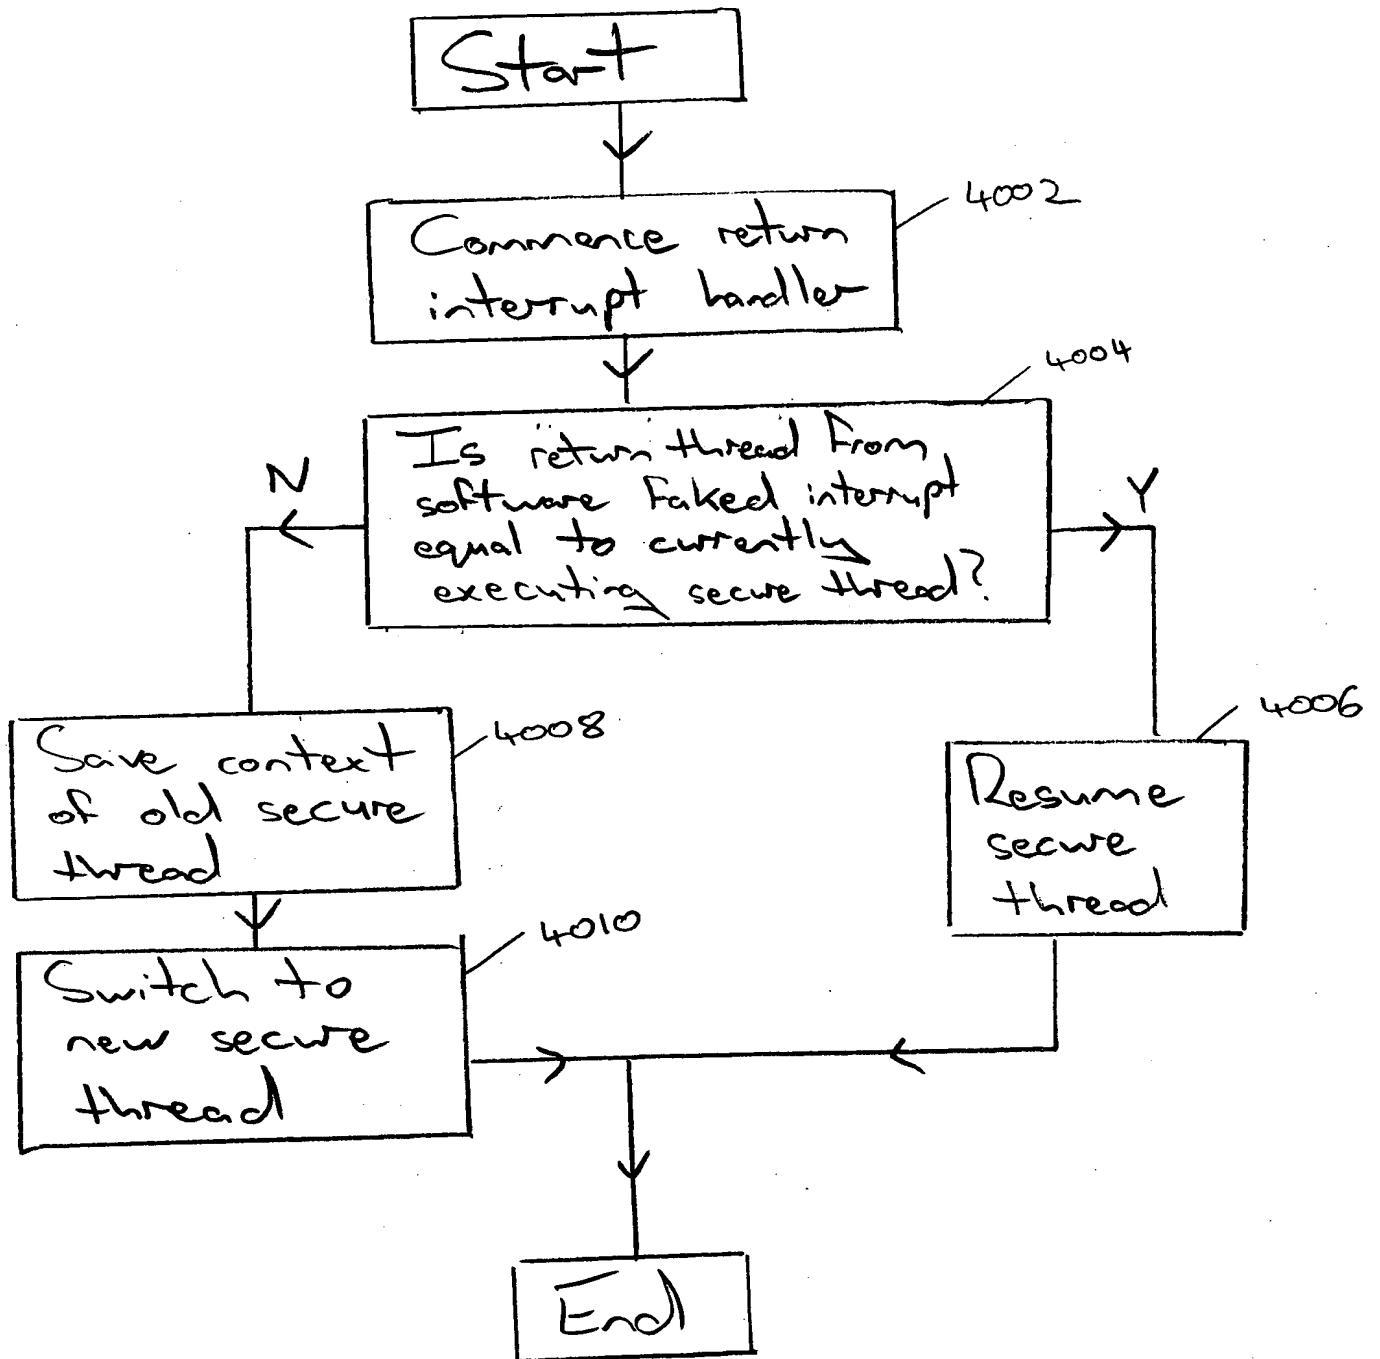 Start
4002
Commence return
interrupt handler
4004
Is return thread from
software faked interrupt
equal to currently
executing secure thread?
N
Y
4008
Save context
of old secure
thread
4006
Resume
secure
thread
4010
Switch to
new secure
thread
End